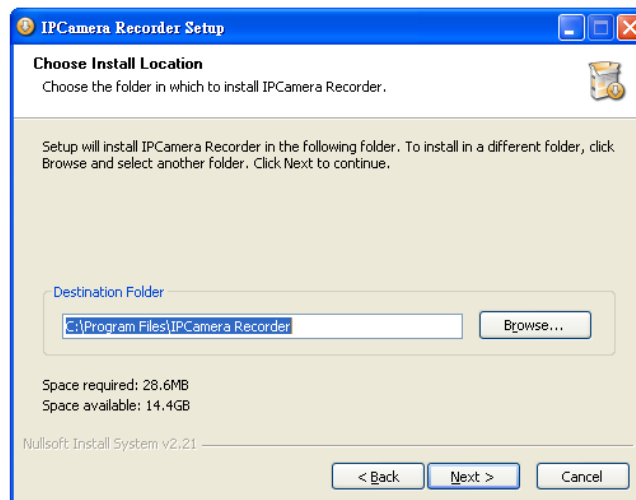 IPCamera Recorder Setup
Choose Install Location
Choose the folder in which to install IPCamera Recorder.
Setup will install IPCamera Recorder in the following folder. To install in a different folder, click
Browse and select another folder. Click Next to continue.
Destination Folder
C:\Program Files\IPCamera Recorder
Browse...
Space required: 28.6MB
Space available: 14.4GB
Nullsoft Install System v2.21
< Back
Next >
Cancel